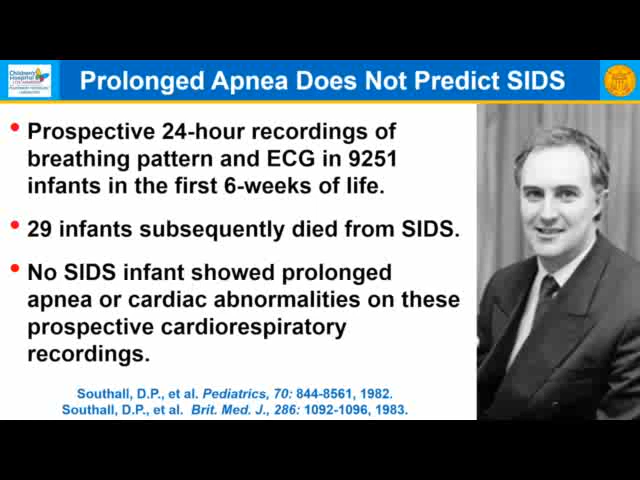 Children's
Hospital
Prolonged Apnea Does Not Predict SIDS
• Prospective 24-hour recordings of
breathing pattern and ECG in 9251
infants in the first 6-weeks of life.
• 29 infants subsequently died from SIDS.
• No SIDS infant showed prolonged
apnea or cardiac abnormalities on these
prospective cardiorespiratory
recordings.
Southall, D.P., et al. Pediatrics, 70: 844-8561, 1982.
Southall, D.P., et al. Brit. Med. J., 286: 1092-1096, 1983.